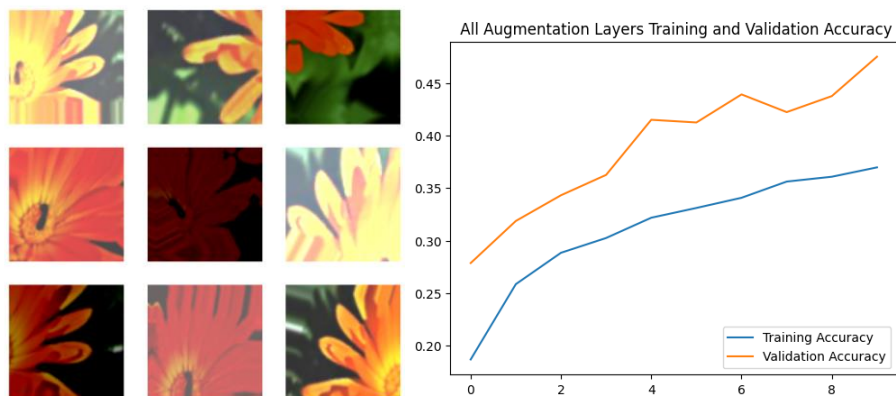 All Augmentation Layers Training and Validation Accuracy
0.45
0.40
0.35
0.30
0.25
0.20
Training Accuracy
Validation Accuracy
0 2 4 6 8